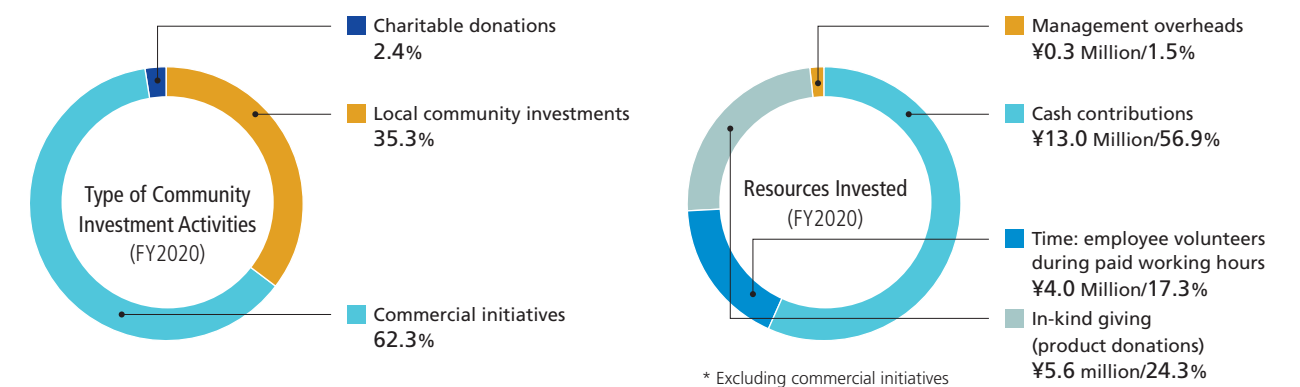 Charitable donations
2.4%
Local community investments
35.3%
Type of Community
Investment Activities
(FY2020)
Commercial initiatives
62.3%
Management overheads
¥0.3 Million/1.5%
Cash contributions
¥13.0 Million/56.9%
Resources Invested
(FY2020)
Time: employee volunteers
during paid working hours
¥4.0 Million/17.3%
In-kind giving
(product donations)
¥5.6 million/24.3%
* Excluding commercial initiatives